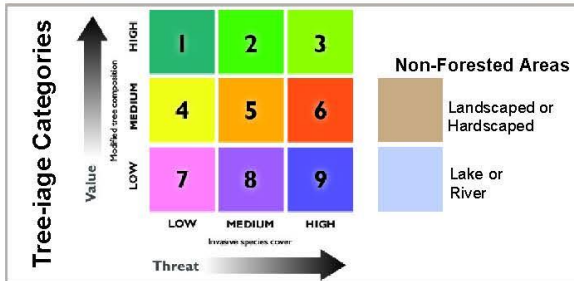 Tree-iage Categories
Value
Modified tree composition
HIGH
MEDIUM
LOW
1 2 3
4 5 6
7 8 9
LOW MEDIUM HIGH
Invasive species cover
Threat
Non-Forested Areas
Landscaped or
Hardscaped
Lake or
River